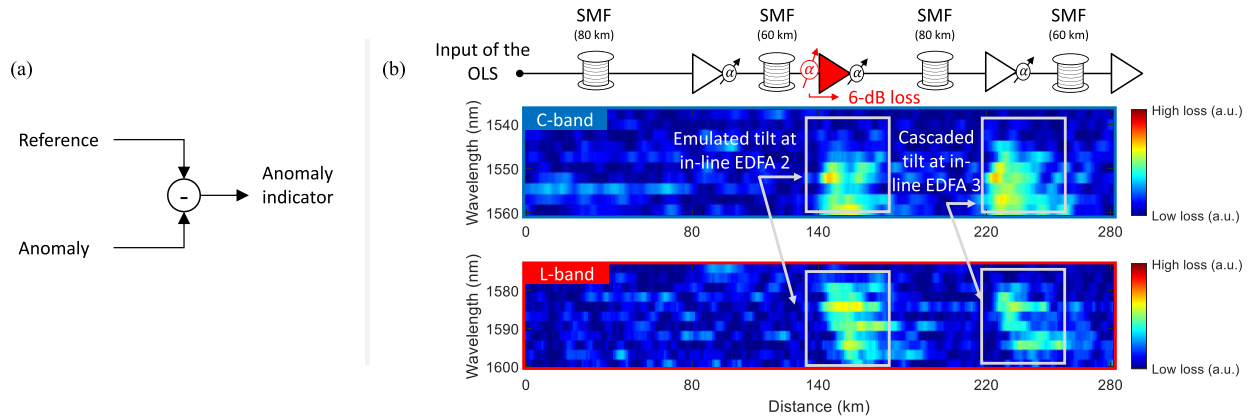 (a)
Reference
-
Anomaly
indicator
Anomaly
(b)
Input of the
OLS
SMF
(80 km)
SMF
(60 km)
SMF
(80 km)
SMF
(60 km)
α
α
α
α
6-dB loss
C-band
Wavelength (nm)
1540
1550
1560
Emulated tilt at
in-line EDFA 2
Cascaded
tilt at in-
line EDFA 3
0
80
140
220
280
High loss (a.u.)
Low loss (a.u.)
L-band
Wavelength (nm)
1580
1590
1600
0
80
140
220
280
Distance (km)
High loss (a.u.)
Low loss (a.u.)